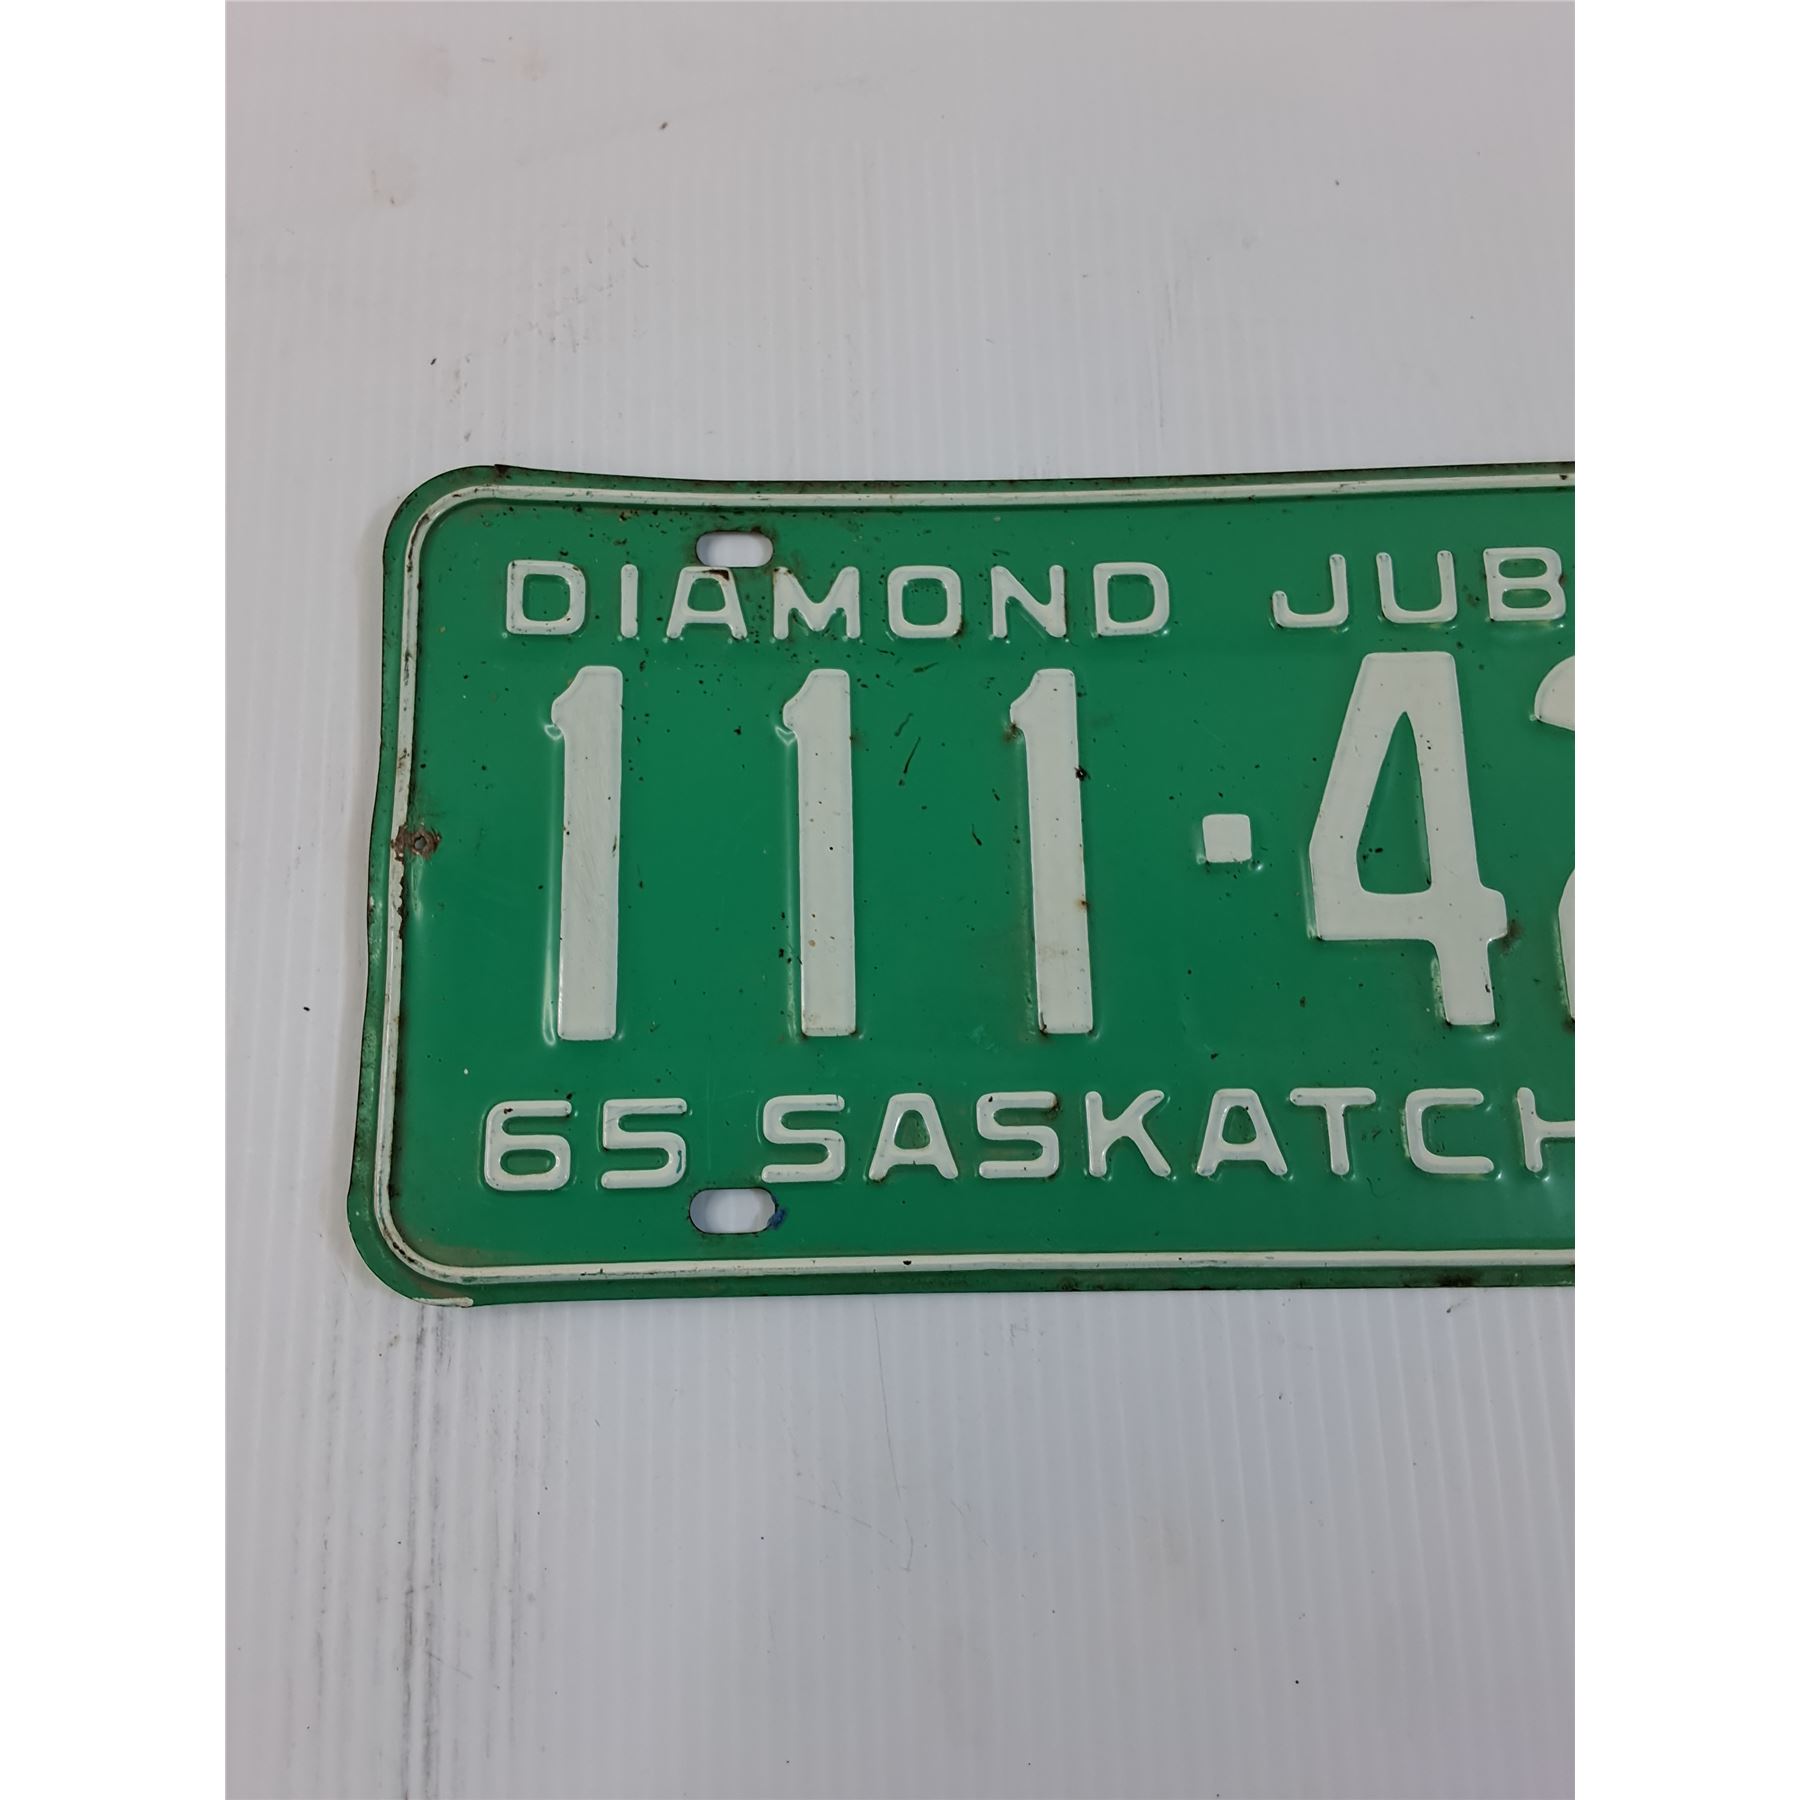 DIAMOND JUB
111·42
65 SASKATCH